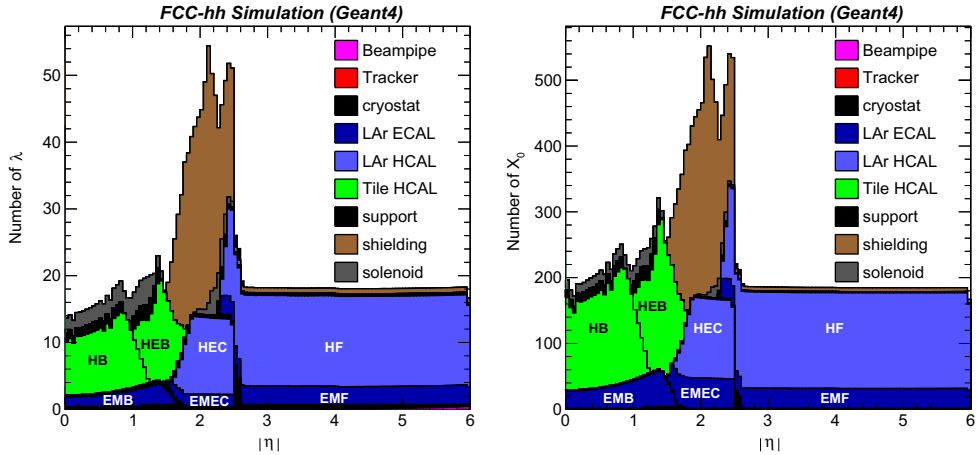 FCC-hh Simulation (Geant4)
Number of λ
50
40
30
20
10
0
Beampipe
Tracker
cryostat
LAr ECAL
LAr HCAL
Tile HCAL
support
shielding
solenoid
HB
HEB
HEC
HF
EMB
EMEC
EMF
0 1 2 3 4 5 6
|η|
FCC-hh Simulation (Geant4)
Number of X₀
500
400
300
200
100
0
Beampipe
Tracker
cryostat
LAr ECAL
LAr HCAL
Tile HCAL
support
shielding
solenoid
HB
HEB
HEC
HF
EMB
EMEC
EMF
0 1 2 3 4 5 6
|η|